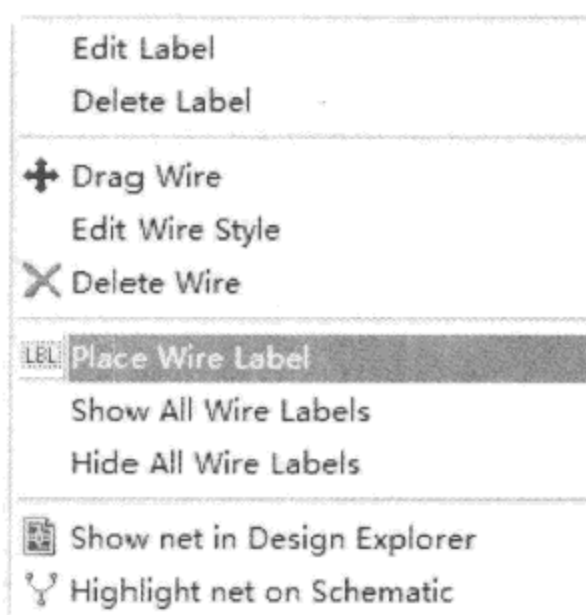 Edit Label
Delete Label
Drag Wire
Edit Wire Style
Delete Wire
LBL Place Wire Label
Show All Wire Labels
Hide All Wire Labels
Show net in Design Explorer
Highlight net on Schematic